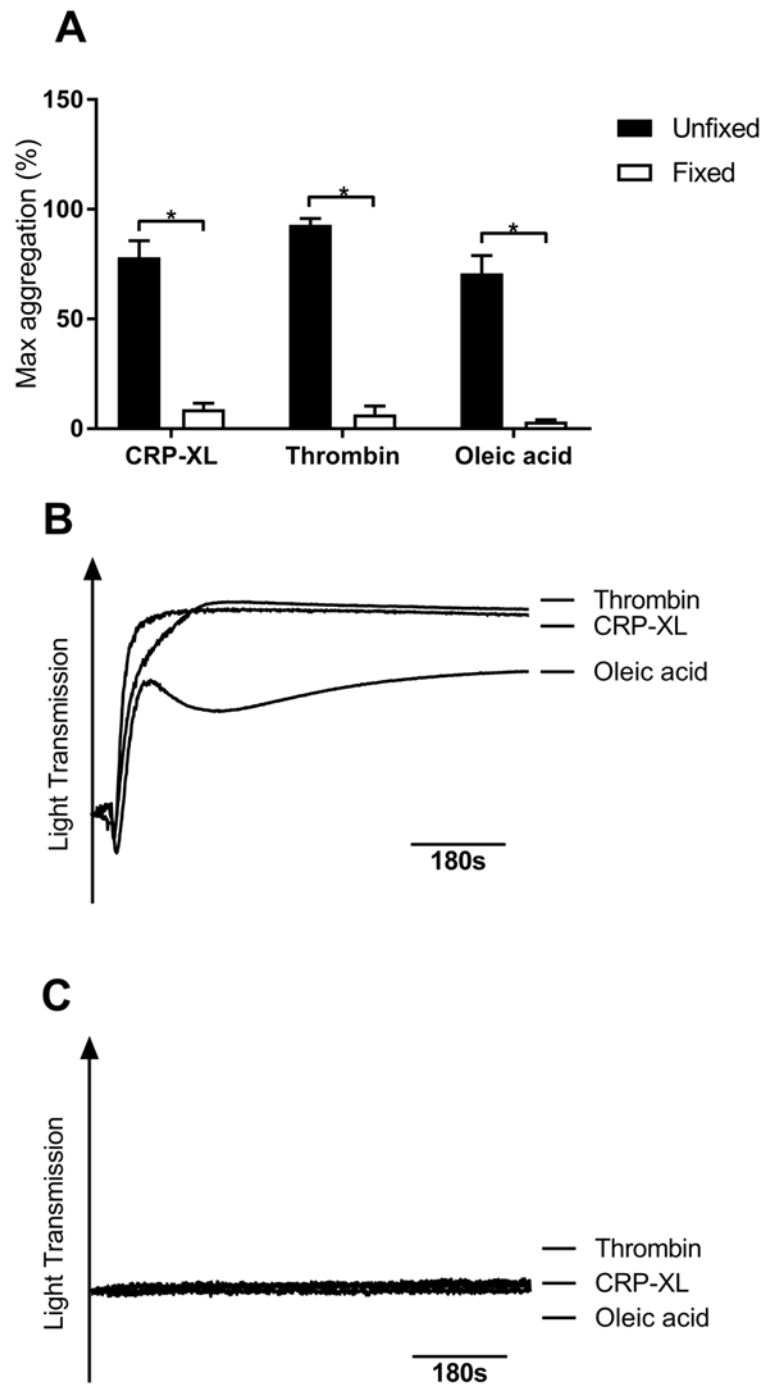 A
Max aggregation (%)
150
100
50
0
*
*
*
Unfixed
Fixed
CRP-XL
Thrombin
Oleic acid
B
Light Transmission
Thrombin
CRP-XL
Oleic acid
180s
C
Light Transmission
Thrombin
CRP-XL
Oleic acid
180s